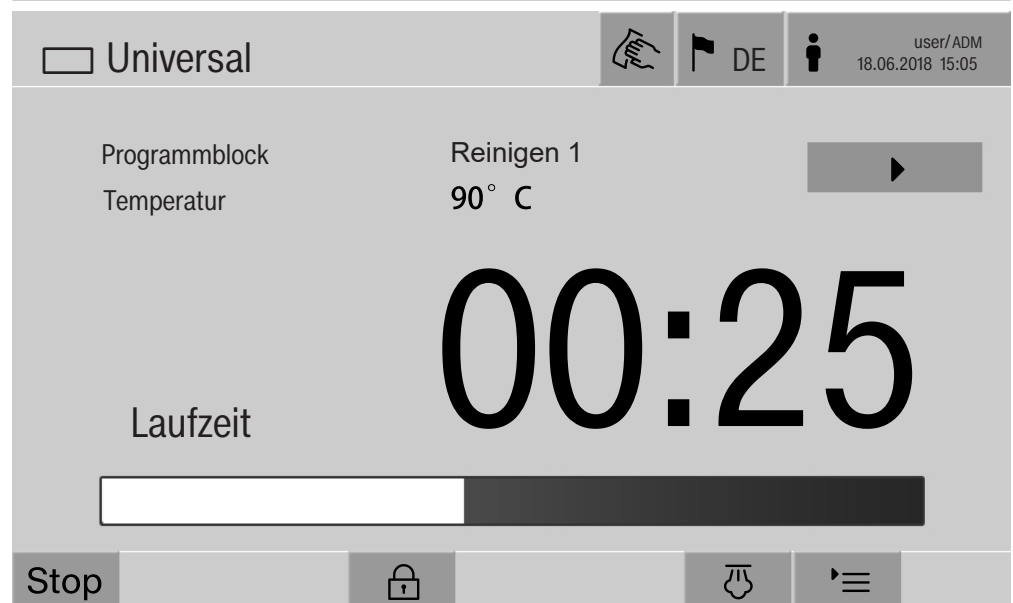 Universal
DE
user/ADM
18.06.2018 15:05
Programmblock Reinigen 1
Temperatur 90° C
00:25
Laufzeit
Stop